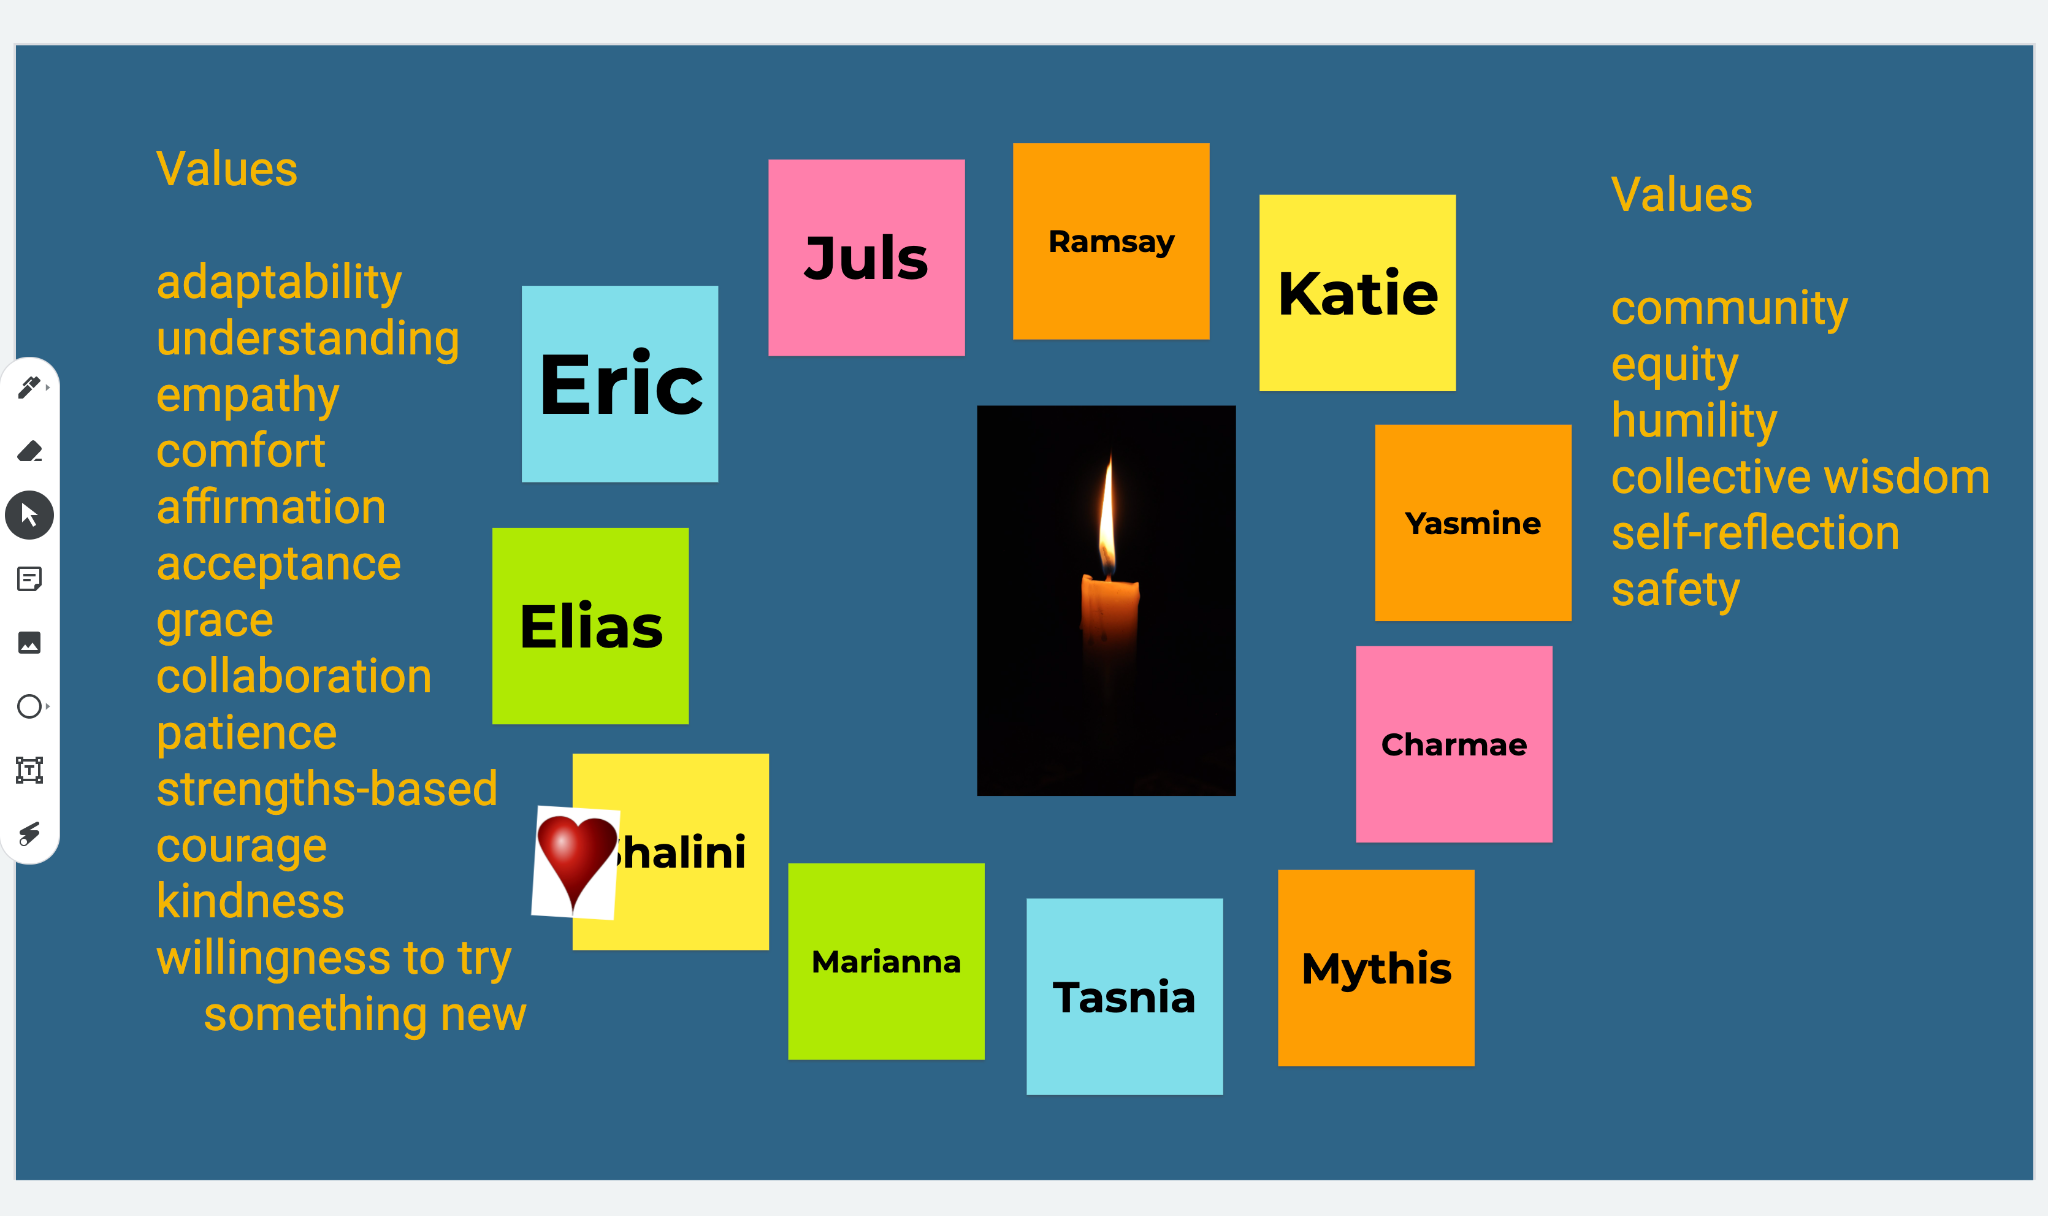 Values
adaptability
understanding
empathy
comfort
affirmation
acceptance
grace
collaboration
patience
strengths-based
courage
kindness
willingness to try
something new
Juls
Ramsay
Katie
Eric
Yasmine
Elias
Charmae
Shalini
Marianna
Tasnia
Mythis
Values
community
equity
humility
collective wisdom
self-reflection
safety